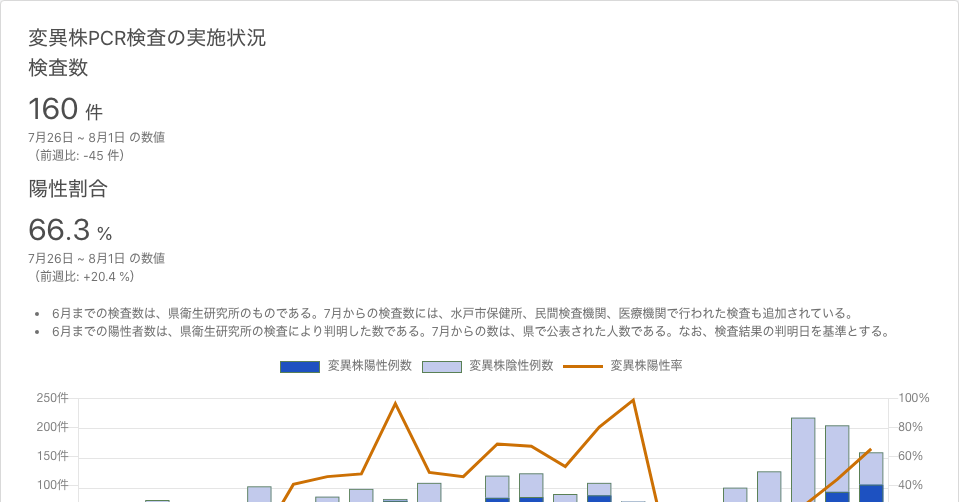 変異株PCR検査の実施状況
検査数
160 件
7月26日 ~ 8月1日 の数値
（前週比: -45 件）
陽性割合
66.3 %
7月26日 ~ 8月1日 の数値
（前週比: +20.4 %）
• 6月までの検査数は、県衛生研究所のものである。7月からの検査数には、水戸市保健所、民間検査機関、医療機関で行われた検査も追加されている。
• 6月までの陽性者数は、県衛生研究所の検査により判明した数である。7月からの数は、県で公表された人数である。なお、検査結果の判明日を基準とする。
変異株陽性例数 変異株陰性例数 変異株陽性率
250件 100%
200件 80%
150件 60%
100件 40%